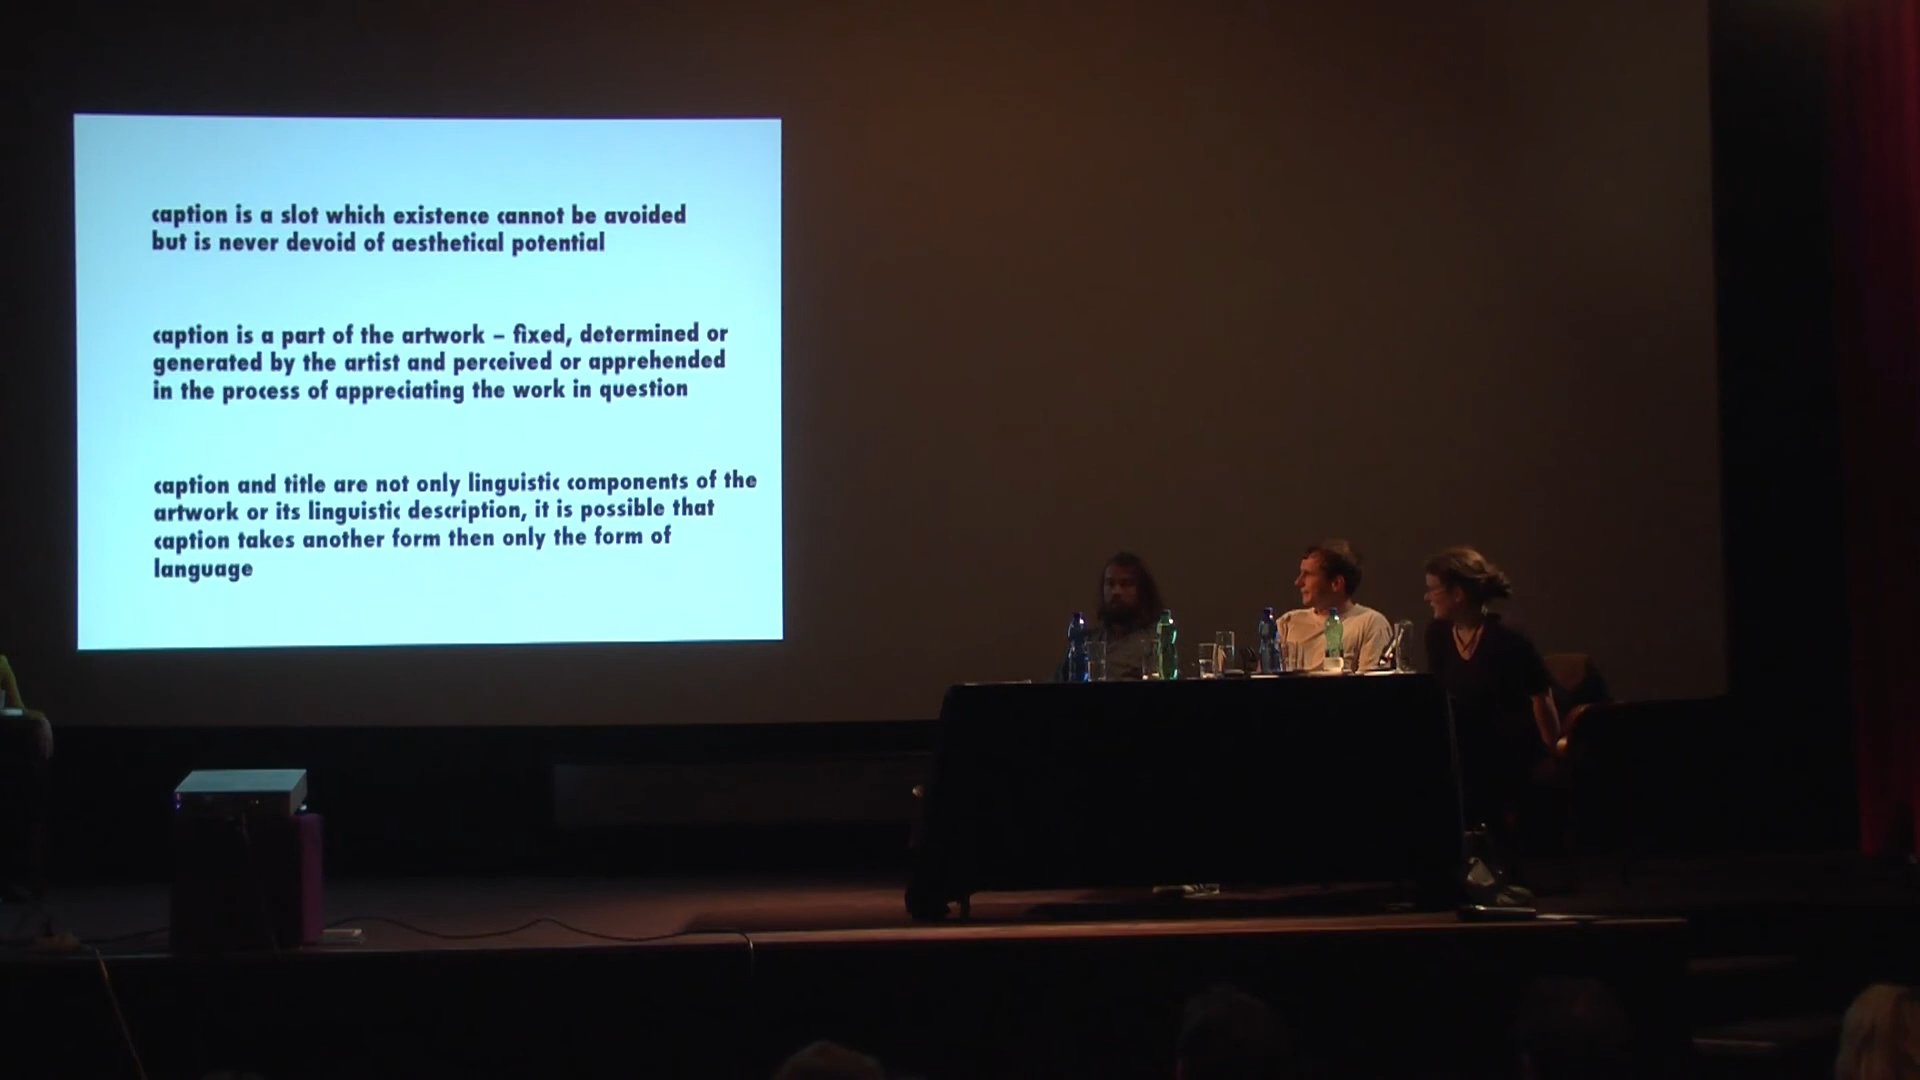 caption is a slot which existence cannot be avoided
but is never devoid of aesthetical potential
caption is a part of the artwork – fixed, determined or
generated by the artist and perceived or apprehended
in the process of appreciating the work in question
caption and title are not only linguistic components of the
artwork or its linguistic description, it is possible that
caption takes another form then only the form of
language